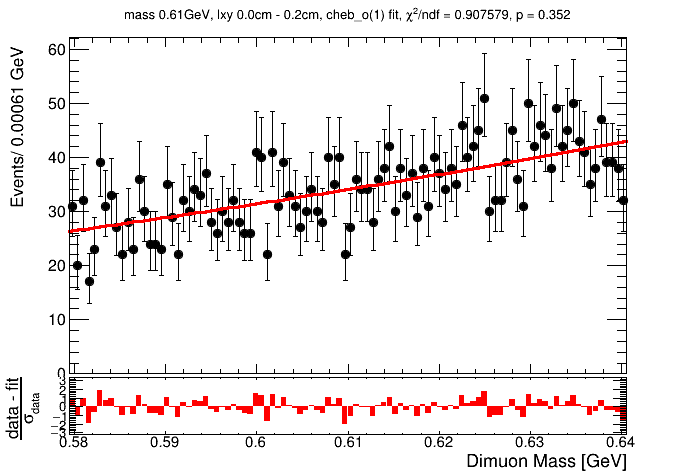 mass 0.61GeV, lxy 0.0cm - 0.2cm, cheb_o(1) fit, χ²/ndf = 0.907579, p = 0.352
Events/ 0.00061 GeV
60
50
40
30
20
10
0
data - fit
σdata
3
2
1
0
−1
−2
−3
0.58 0.59 0.6 0.61 0.62 0.63 0.64
Dimuon Mass [GeV]